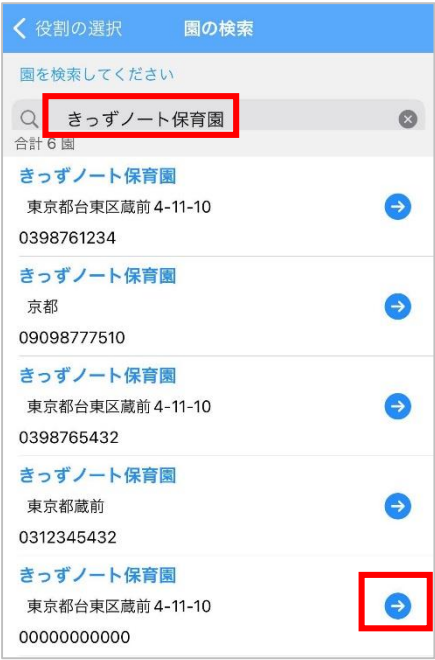 役割の選択 園の検索
園を検索してください
きっずノート保育園
合計 6 園
きっずノート保育園
東京都台東区蔵前 4-11-10
0398761234
きっずノート保育園
京都
09098777510
きっずノート保育園
東京都台東区蔵前 4-11-10
0398765432
きっずノート保育園
東京都蔵前
0312345432
きっずノート保育園
東京都台東区蔵前 4-11-10
00000000000